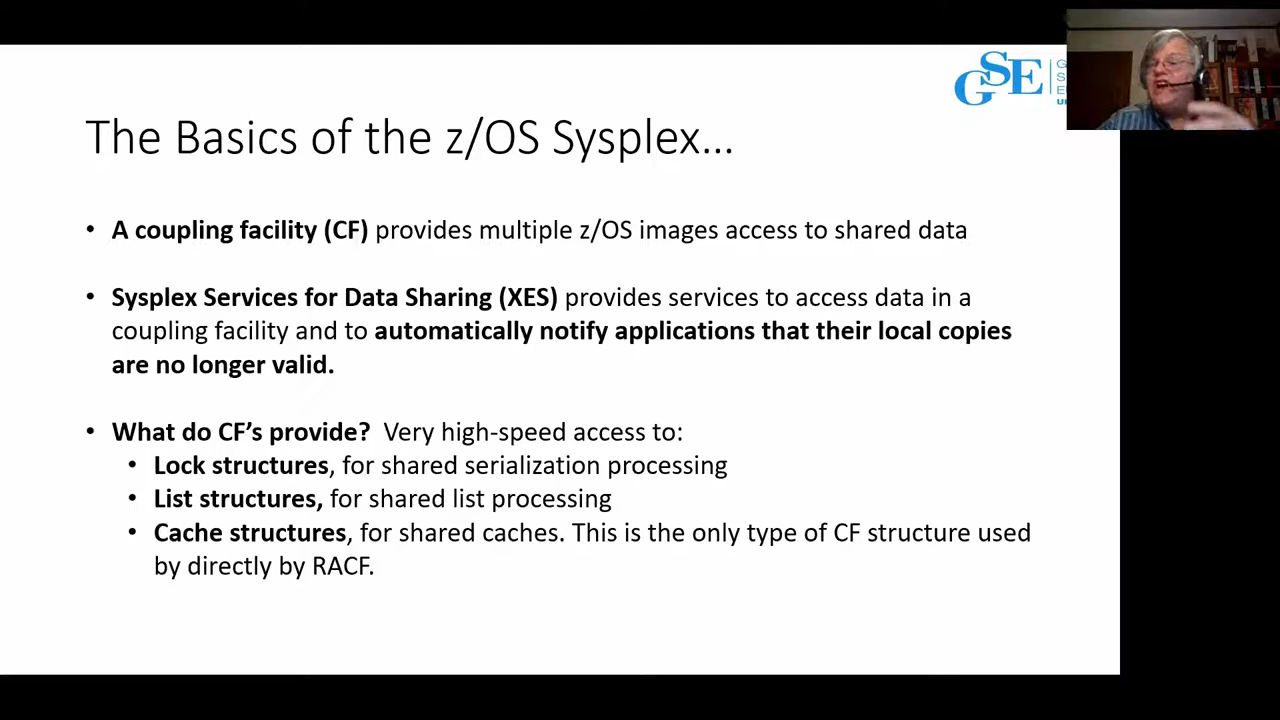 GSE
The Basics of the z/OS Sysplex...
• A coupling facility (CF) provides multiple z/OS images access to shared data
• Sysplex Services for Data Sharing (XES) provides services to access data in a
coupling facility and to automatically notify applications that their local copies
are no longer valid.
• What do CF's provide?  Very high-speed access to:
• Lock structures, for shared serialization processing
• List structures, for shared list processing
• Cache structures, for shared caches. This is the only type of CF structure used
by directly by RACF.